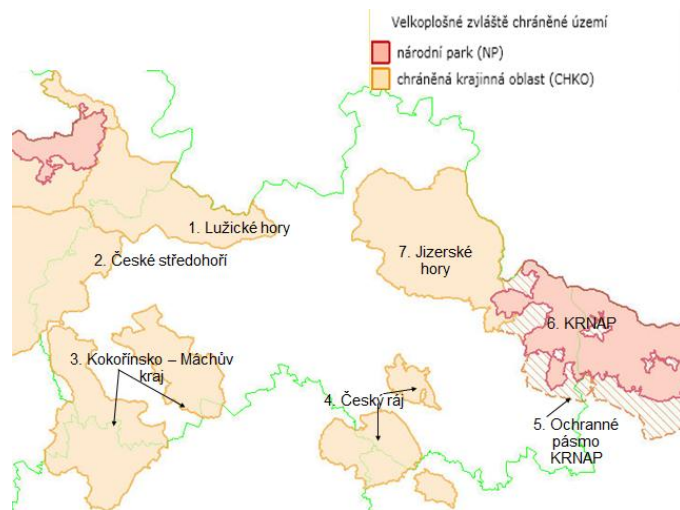 Velkoplošné zvláště chráněné území
národní park (NP)
chráněná krajinná oblast (CHKO)
1. Lužické hory
2. České středohoří
7. Jizerské
hory
6. KRNAP
3. Kokořínsko – Máchův
kraj
4. Český ráj
5. Ochranné
pásmo
KRNAP